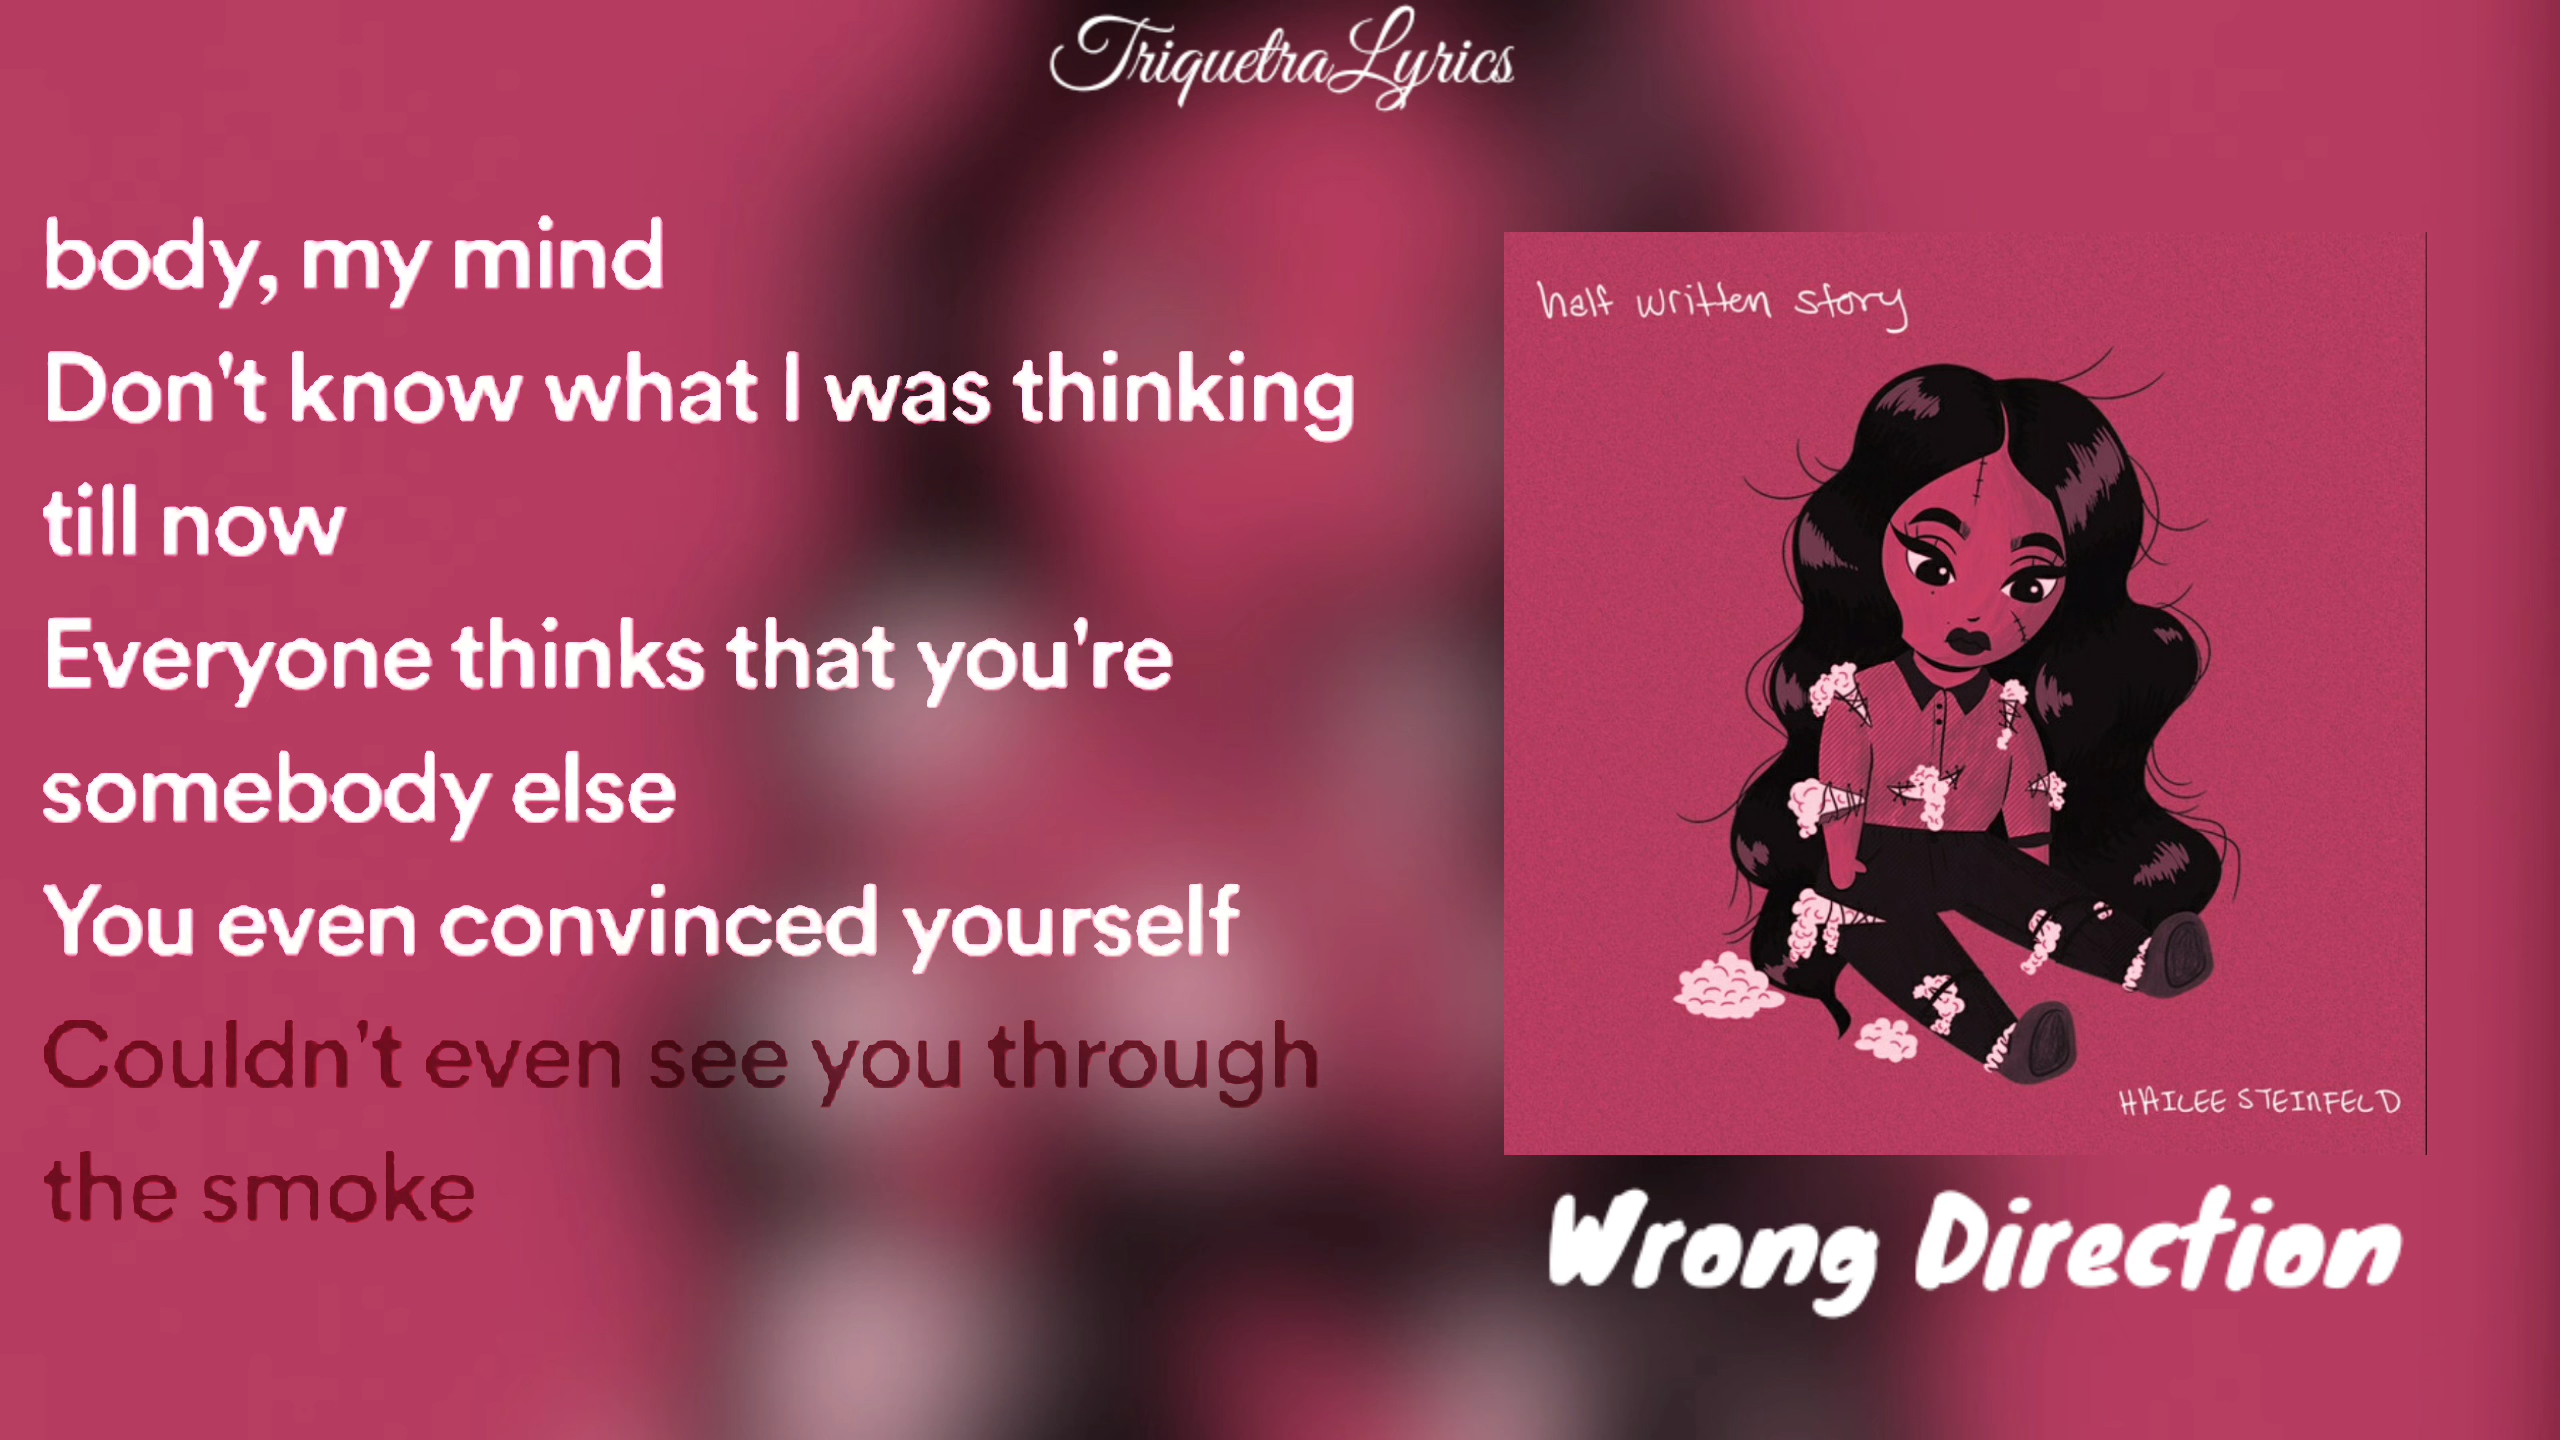 TriquetraLyrics
body, my mind
Don't know what I was thinking
till now
Everyone thinks that you're
somebody else
You even convinced yourself
Couldn't even see you through
the smoke
half written story
HAILEE STEINFELD
Wrong Direction